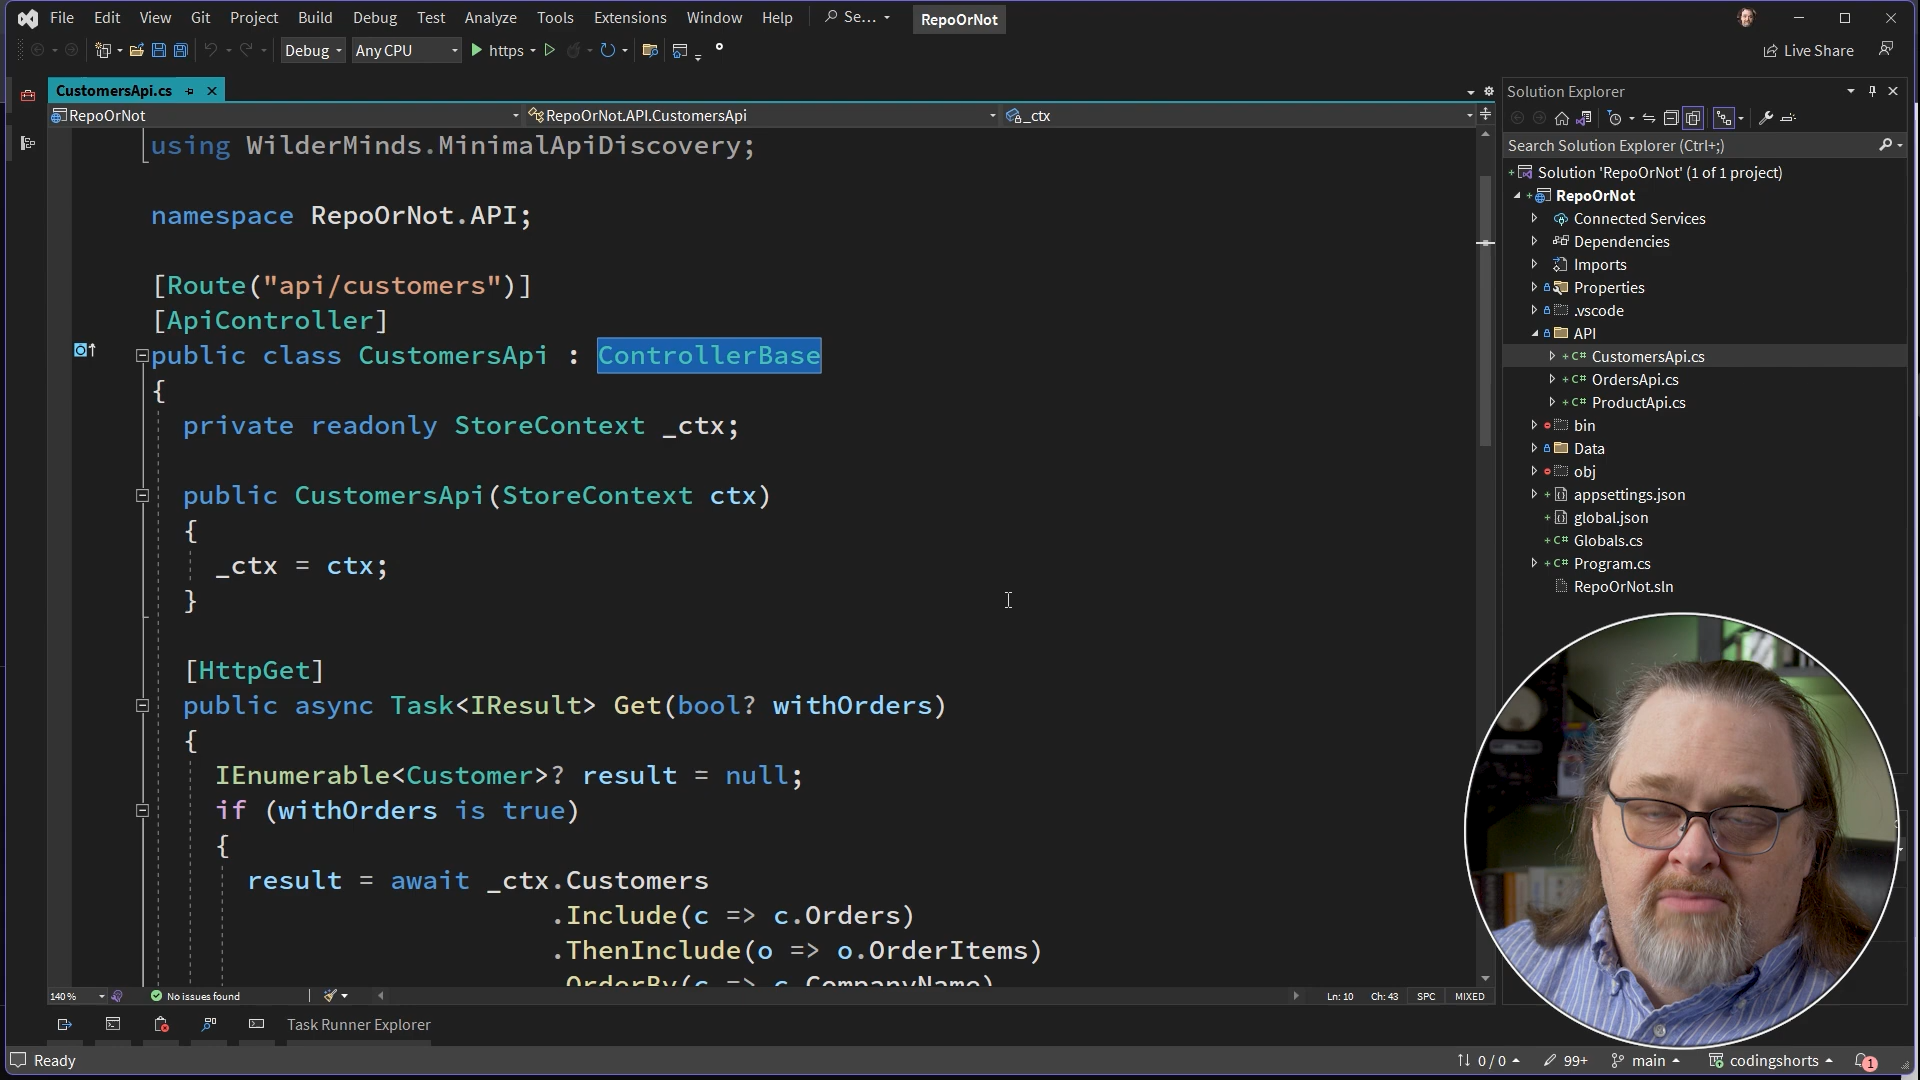 File Edit View Git Project Build Debug Test Analyze Tools Extensions Window Help Se... RepoOrNot
Debug Any CPU https Live Share
CustomersApi.cs
RepoOrNot RepoOrNot.API.CustomersApi _ctx
using WilderMinds.MinimalApiDiscovery;
namespace RepoOrNot.API;
[Route("api/customers")]
[ApiController]
public class CustomersApi : ControllerBase
{
private readonly StoreContext _ctx;
public CustomersApi(StoreContext ctx)
{
_ctx = ctx;
}
[HttpGet]
public async Task<IResult> Get(bool? withOrders)
{
IEnumerable<Customer>? result = null;
if (withOrders is true)
{
result = await _ctx.Customers
.Include(c => c.Orders)
.ThenInclude(o => o.OrderItems)
.OrderBy(c => c.CompanyName)
140 % No issues found Ln: 10 Ch: 43 SPC MIXED
Task Runner Explorer
Ready 0 / 0 99+ main codingshorts 1
Solution Explorer
Search Solution Explorer (Ctrl+;)
Solution 'RepoOrNot' (1 of 1 project)
RepoOrNot
Connected Services
Dependencies
Imports
Properties
.vscode
API
C# CustomersApi.cs
C# OrdersApi.cs
C# ProductApi.cs
bin
Data
obj
appsettings.json
global.json
C# Globals.cs
C# Program.cs
RepoOrNot.sln